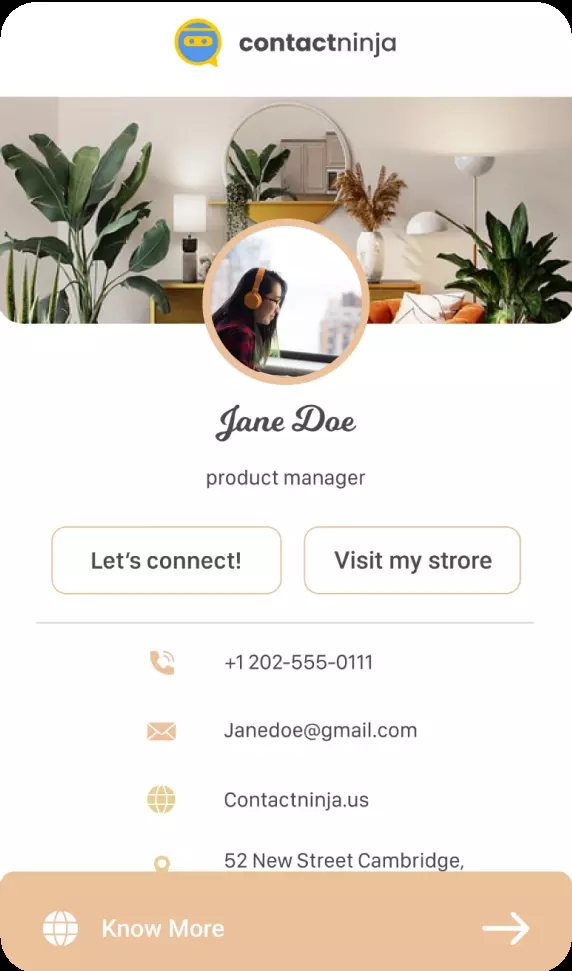 contactninja
Jane Doe
product manager
Let's connect!
Visit my strore
+1 202-555-0111
Janedoe@gmail.com
Contactninja.us
52 New Street Cambridge,
Know More